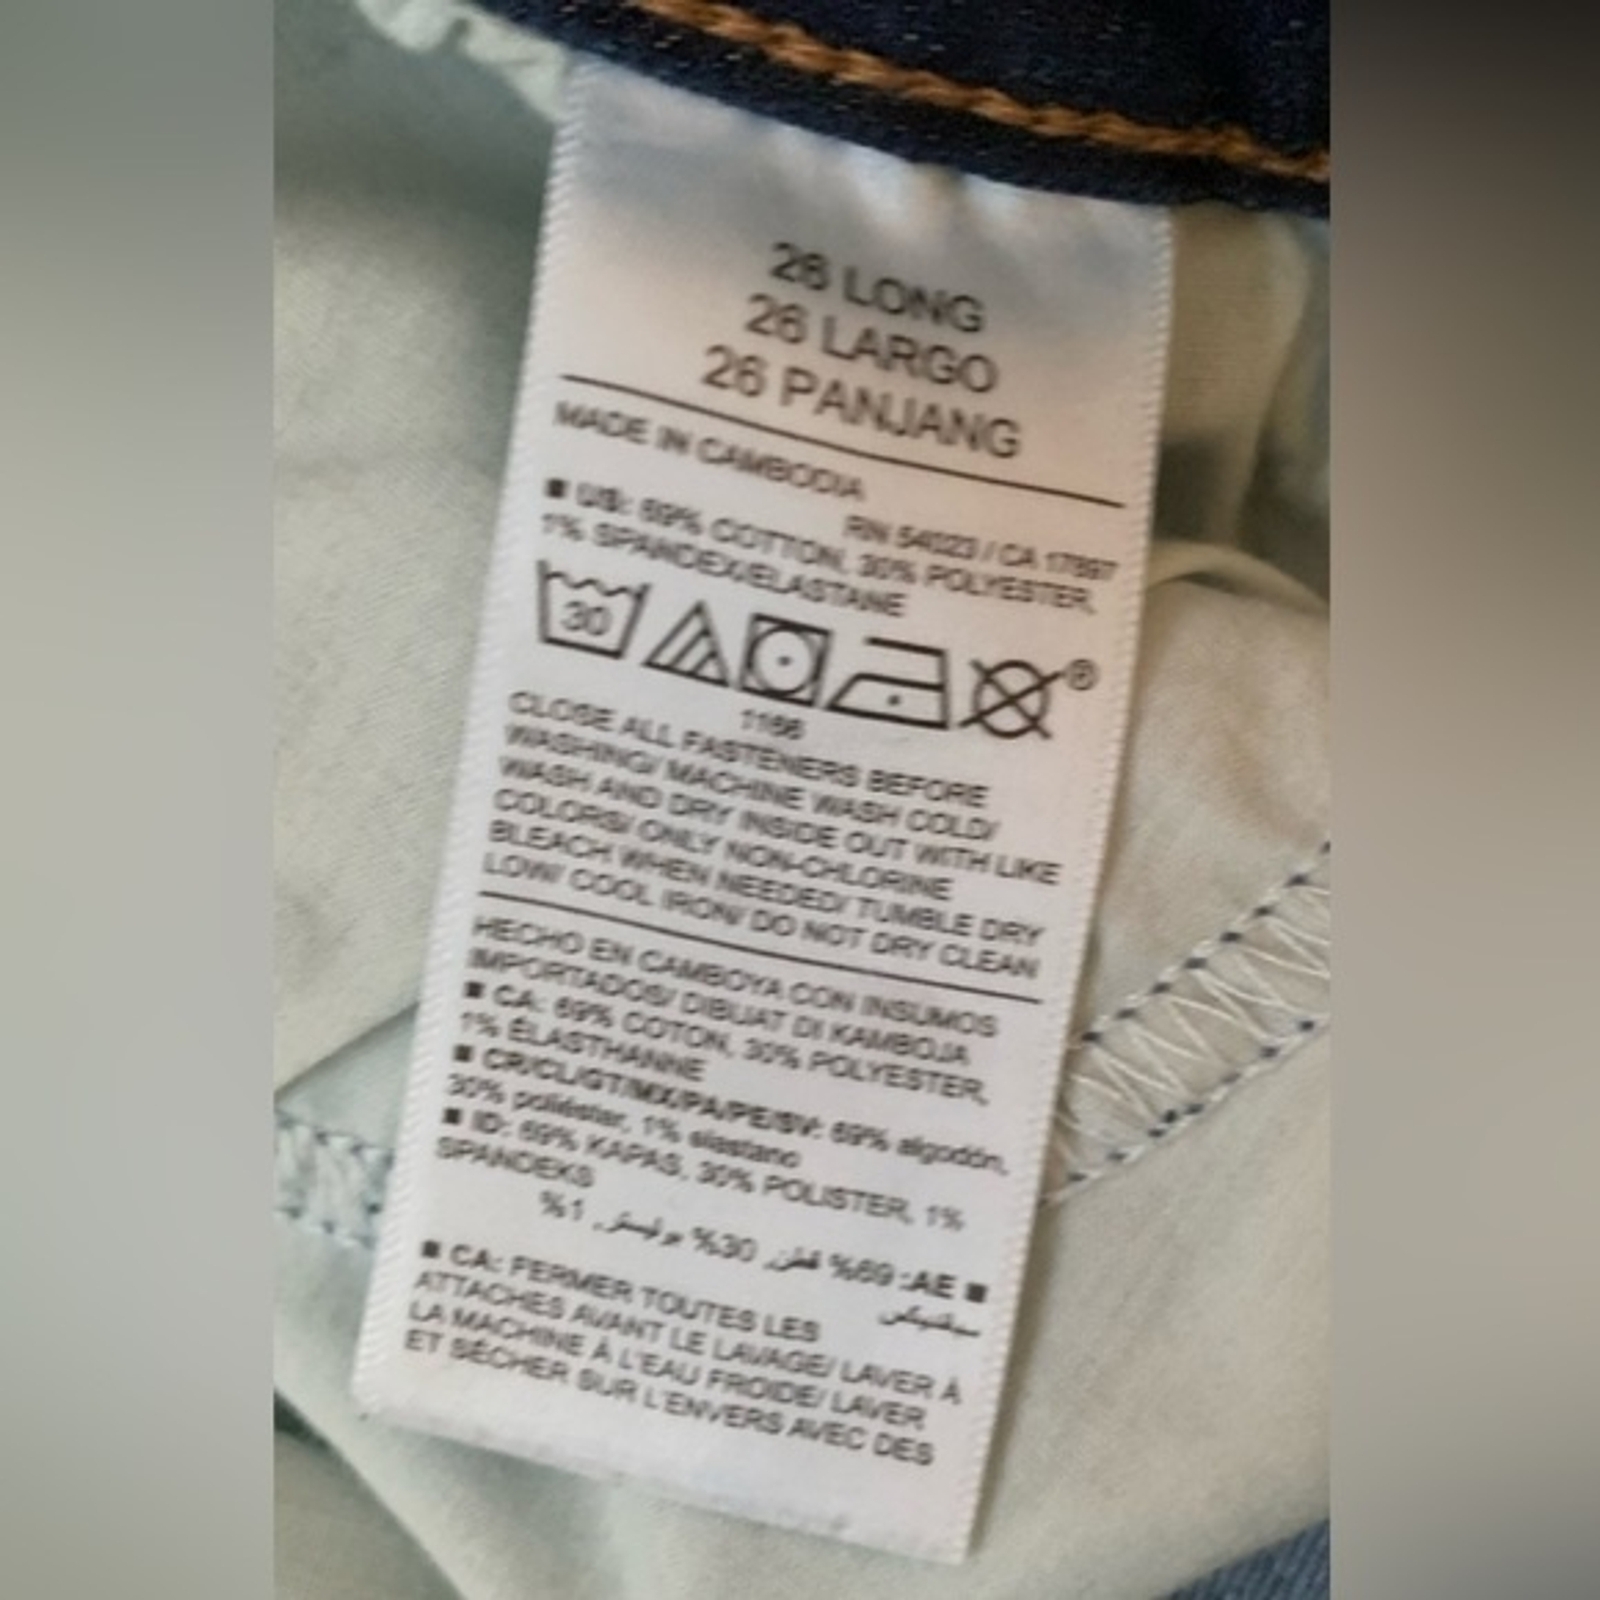 26 LONG
26 LARGO
26 PANJANG
MADE IN CAMBODIA
RN 54023 / CA 17897
■ US: 69% COTTON, 30% POLYESTER,
1% SPANDEX/ELASTANE
30
®
1166
CLOSE ALL FASTENERS BEFORE
WASHING/ MACHINE WASH COLD/
WASH AND DRY INSIDE OUT WITH LIKE
COLORS/ ONLY NON-CHLORINE
BLEACH WHEN NEEDED/ TUMBLE DRY
LOW/ COOL IRON/ DO NOT DRY CLEAN
HECHO EN CAMBOYA CON INSUMOS
IMPORTADOS/ DIBUAT DI KAMBOJA
■ CA: 69% COTON, 30% POLYESTER,
1% ÉLASTHANNE
■ CR/CL/GT/MX/PA/PE/SV: 69% algodón,
30% poliéster, 1% elastano
■ ID: 69% KAPAS, 30% POLISTER, 1%
SPANDEKS
■ AE: 69% قطن, 30% بوليستر, 1%
■ CA: FERMER TOUTES LES
ATTACHES AVANT LE LAVAGE/ LAVER À
LA MACHINE À L'EAU FROIDE/ LAVER
ET SÉCHER SUR L'ENVERS AVEC DES